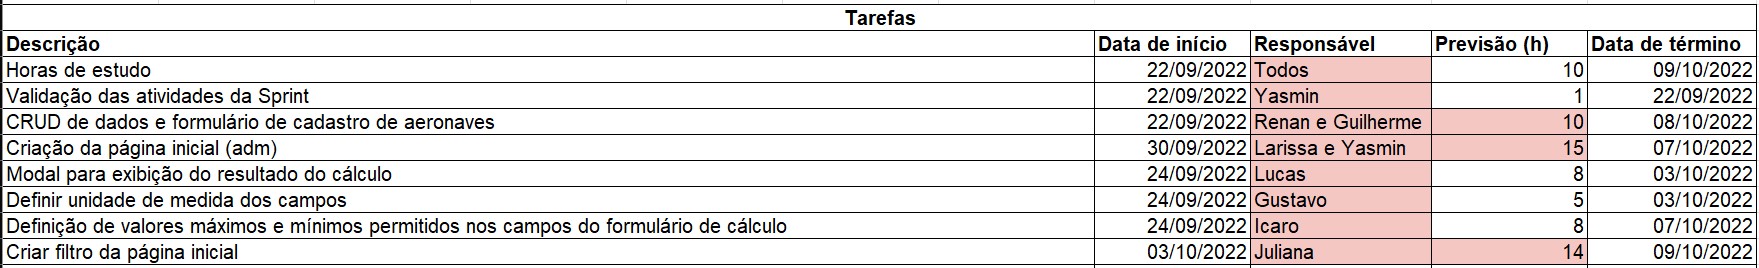 Tarefas
Descrição Data de início Responsável Previsão (h) Data de término
Horas de estudo 22/09/2022 Todos 10 09/10/2022
Validação das atividades da Sprint 22/09/2022 Yasmin 1 22/09/2022
CRUD de dados e formulário de cadastro de aeronaves 22/09/2022 Renan e Guilherme 10 08/10/2022
Criação da página inicial (adm) 30/09/2022 Larissa e Yasmin 15 07/10/2022
Modal para exibição do resultado do cálculo 24/09/2022 Lucas 8 03/10/2022
Definir unidade de medida dos campos 24/09/2022 Gustavo 5 03/10/2022
Definição de valores máximos e mínimos permitidos nos campos do formulário de cálculo 24/09/2022 Icaro 8 07/10/2022
Criar filtro da página inicial 03/10/2022 Juliana 14 09/10/2022